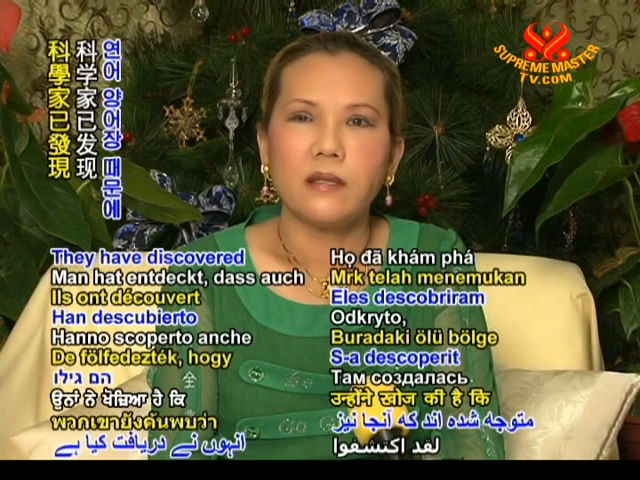 SUPREME MASTER
TV.COM
연어 양어장 때문에
科学家已发现
科學家已發現
They have discovered
Man hat entdeckt, dass auch
Ils ont découvert
Han descubierto
Hanno scoperto anche
De fölfedezték, hogy
הם גילו
ਉਨਾਂ ਨੇ ਖੋਜਿਆ ਹੈ ਕਿ
พวกเขายังค้นพบว่า
انہوں نے دریافت کیا ہے
Họ đã khám phá
Mrk telah menemukan
Eles descobriram
Odkryto,
Buradaki ölü bölge
S-a descoperit
Там создалась
उन्होंने खोज की है कि
متوجه شده اند که آنجا نیز
لقد اكتشفوا